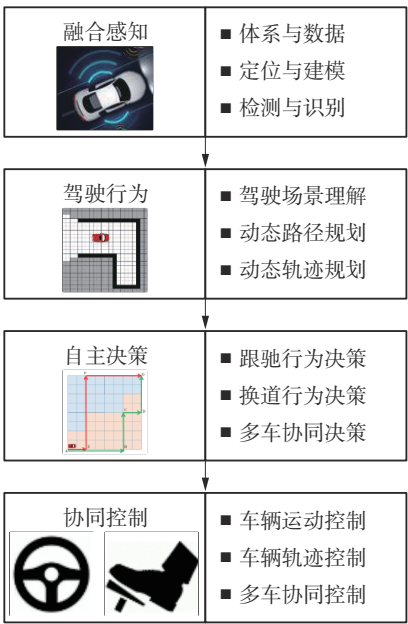 融合感知
■ 体系与数据
■ 定位与建模
■ 检测与识别
驾驶行为
■ 驾驶场景理解
■ 动态路径规划
■ 动态轨迹规划
自主决策
■ 跟驰行为决策
■ 换道行为决策
■ 多车协同决策
协同控制
■ 车辆运动控制
■ 车辆轨迹控制
■ 多车协同控制